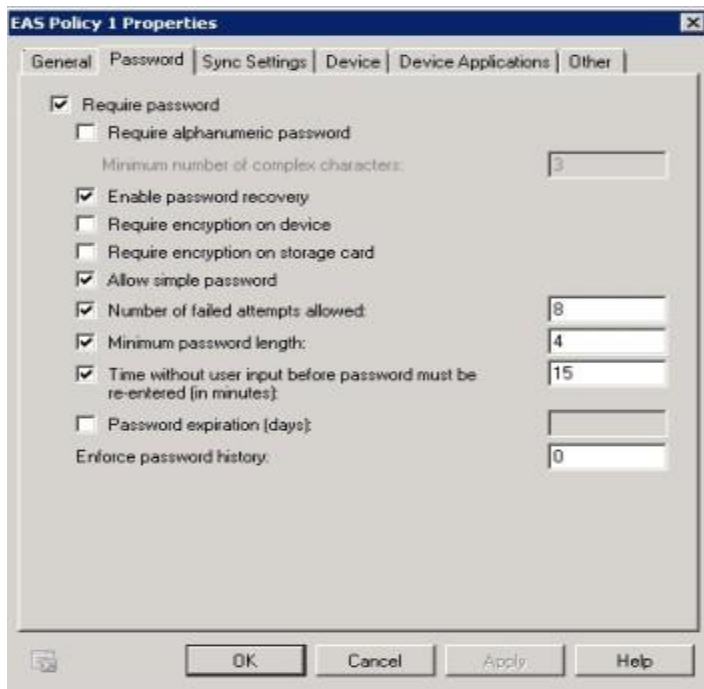 EAS Policy 1 Properties
General Password Sync Settings Device Device Applications Other
Require password
Require alphanumeric password
Minimum number of complex characters: 3
Enable password recovery
Require encryption on device
Require encryption on storage card
Allow simple password
Number of failed attempts allowed: 8
Minimum password length: 4
Time without user input before password must be 15
re-entered (in minutes):
Password expiration (days):
Enforce password history: 0
OK Cancel Apply Help